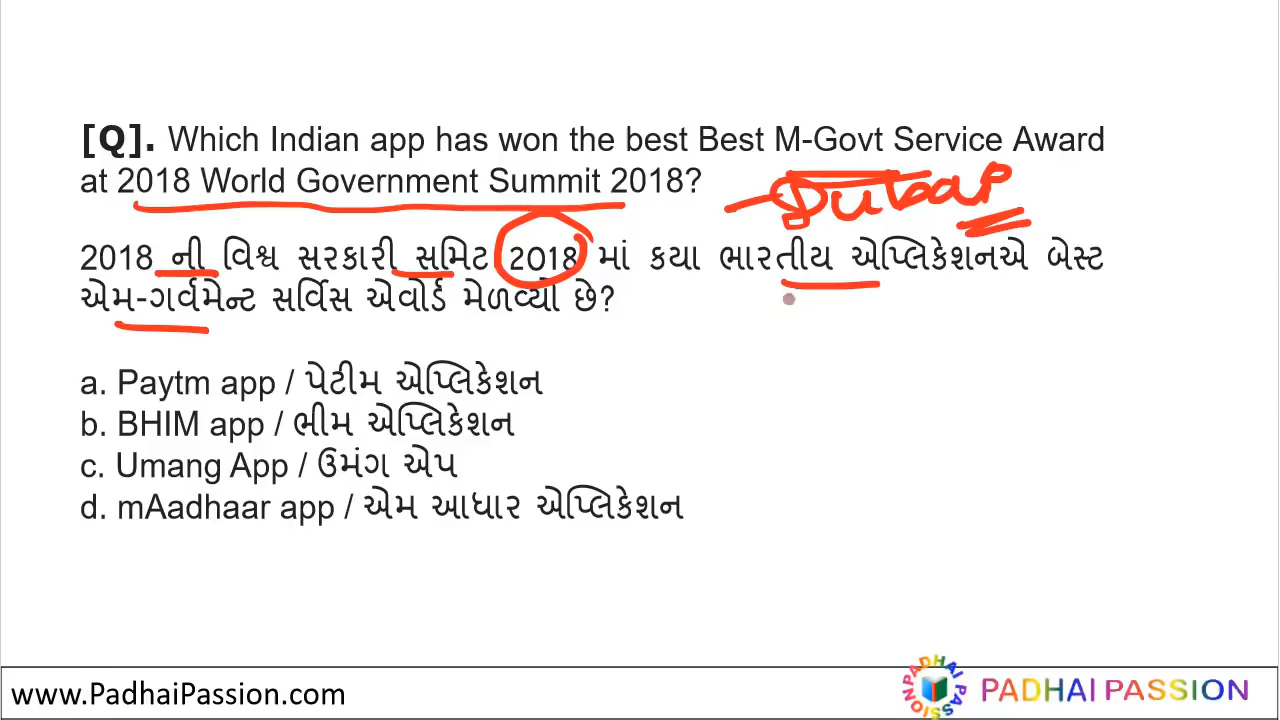 [Q]. Which Indian app has won the best Best M-Govt Service Award
at 2018 World Government Summit 2018?
Dubai
2018 ની વિશ્વ સરકારી સમિટ 2018 માં કયા ભારતીય એપ્લિકેશનએ બેસ્ટ
એમ-ગર્વમેન્ટ સર્વિસ એવોર્ડ મેળવ્યો છે?
a. Paytm app / પેટીમ એપ્લિકેશન
b. BHIM app / ભીમ એપ્લિકેશન
c. Umang App / ઉમંગ એપ
d. mAadhaar app / એમ આધાર એપ્લિકેશન
www.PadhaiPassion.com
PADHAI PASSION
PADHAI PASSION